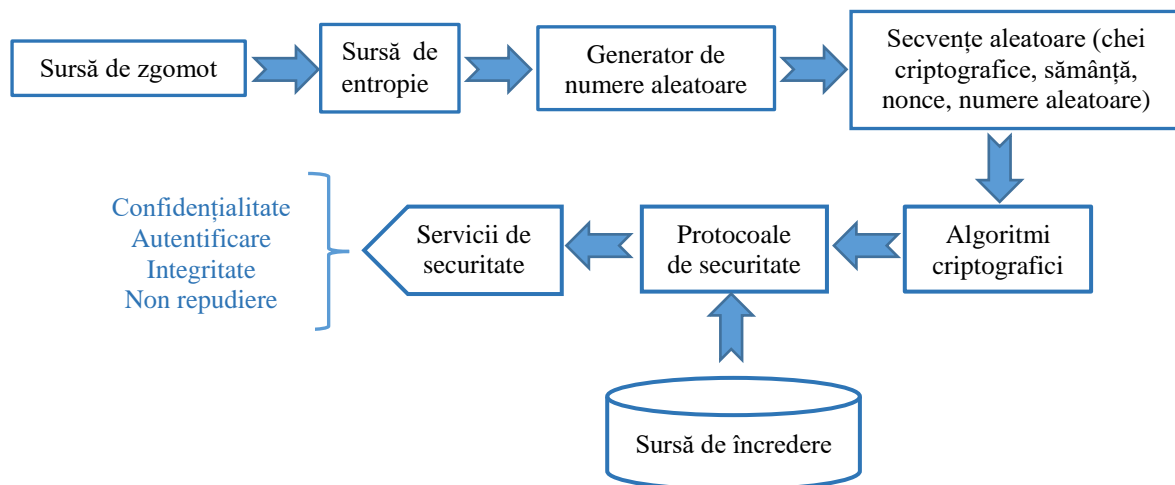 Sursă de zgomot
Sursă de
entropie
Generator de
numere aleatoare
Secvențe aleatoare (chei
criptografice, sămânță,
nonce, numere aleatoare)
Algoritmi
criptografici
Protocoale
de securitate
Servicii de
securitate
Confidențialitate
Autentificare
Integritate
Non repudiere
Sursă de încredere